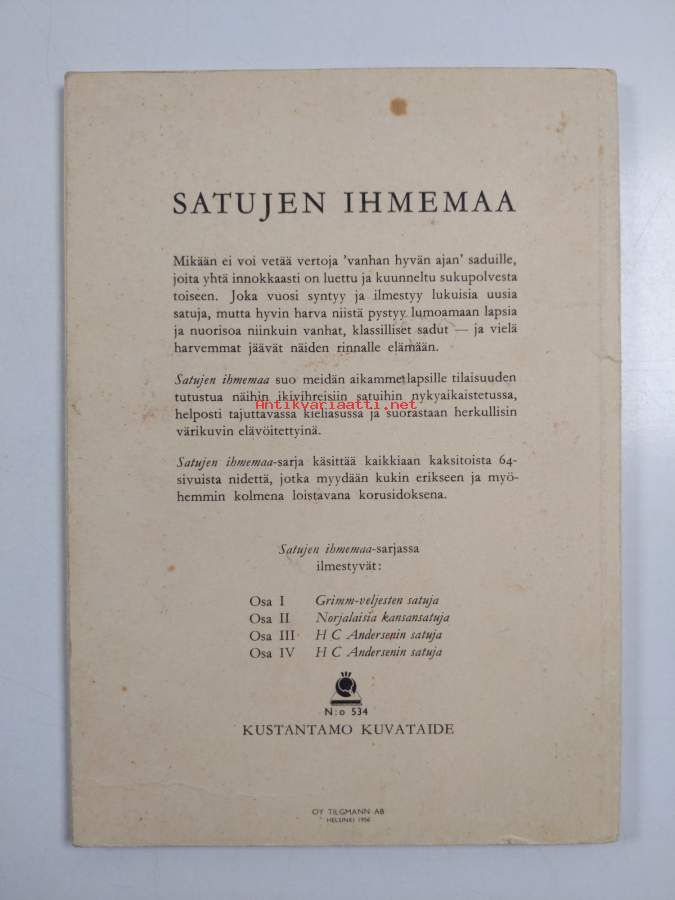 SATUJEN IHMEMAA
Mikään ei voi vetää vertoja 'vanhan hyvän ajan' saduille,
joita yhtä innokkaasti on luettu ja kuunneltu sukupolvesta
toiseen. Joka vuosi syntyy ja ilmestyy lukuisia uusia
satuja, mutta hyvin harva niistä pystyy lumoamaan lapsia
ja nuorisoa niinkuin vanhat, klassilliset sadut — ja vielä
harvemmat jäävät näiden rinnalle elämään.
Satujen ihmemaa suo meidän aikamme lapsille tilaisuuden
tutustua näihin ikivihreisiin satuihin nykyaikaistetussa,
Antikvariaatti.net
helposti tajuttavassa kieliasussa ja suorastaan herkullisin
värikuvin elävöitettyinä.
Satujen ihmemaa-sarja käsittää kaikkiaan kaksitoista 64-
sivuista nidettä, jotka myydään kukin erikseen ja myö-
hemmin kolmena loistavana korusidoksena.
Satujen ihmemaa-sarjassa
ilmestyvät:
Osa I Grimm-veljesten satuja
Osa II Norjalaisia kansansatuja
Osa III H C Andersenin satuja
Osa IV H C Andersenin satuja
N:o 534
KUSTANTAMO KUVATAIDE
OY TILGMANN AB
HELSINKI 1956